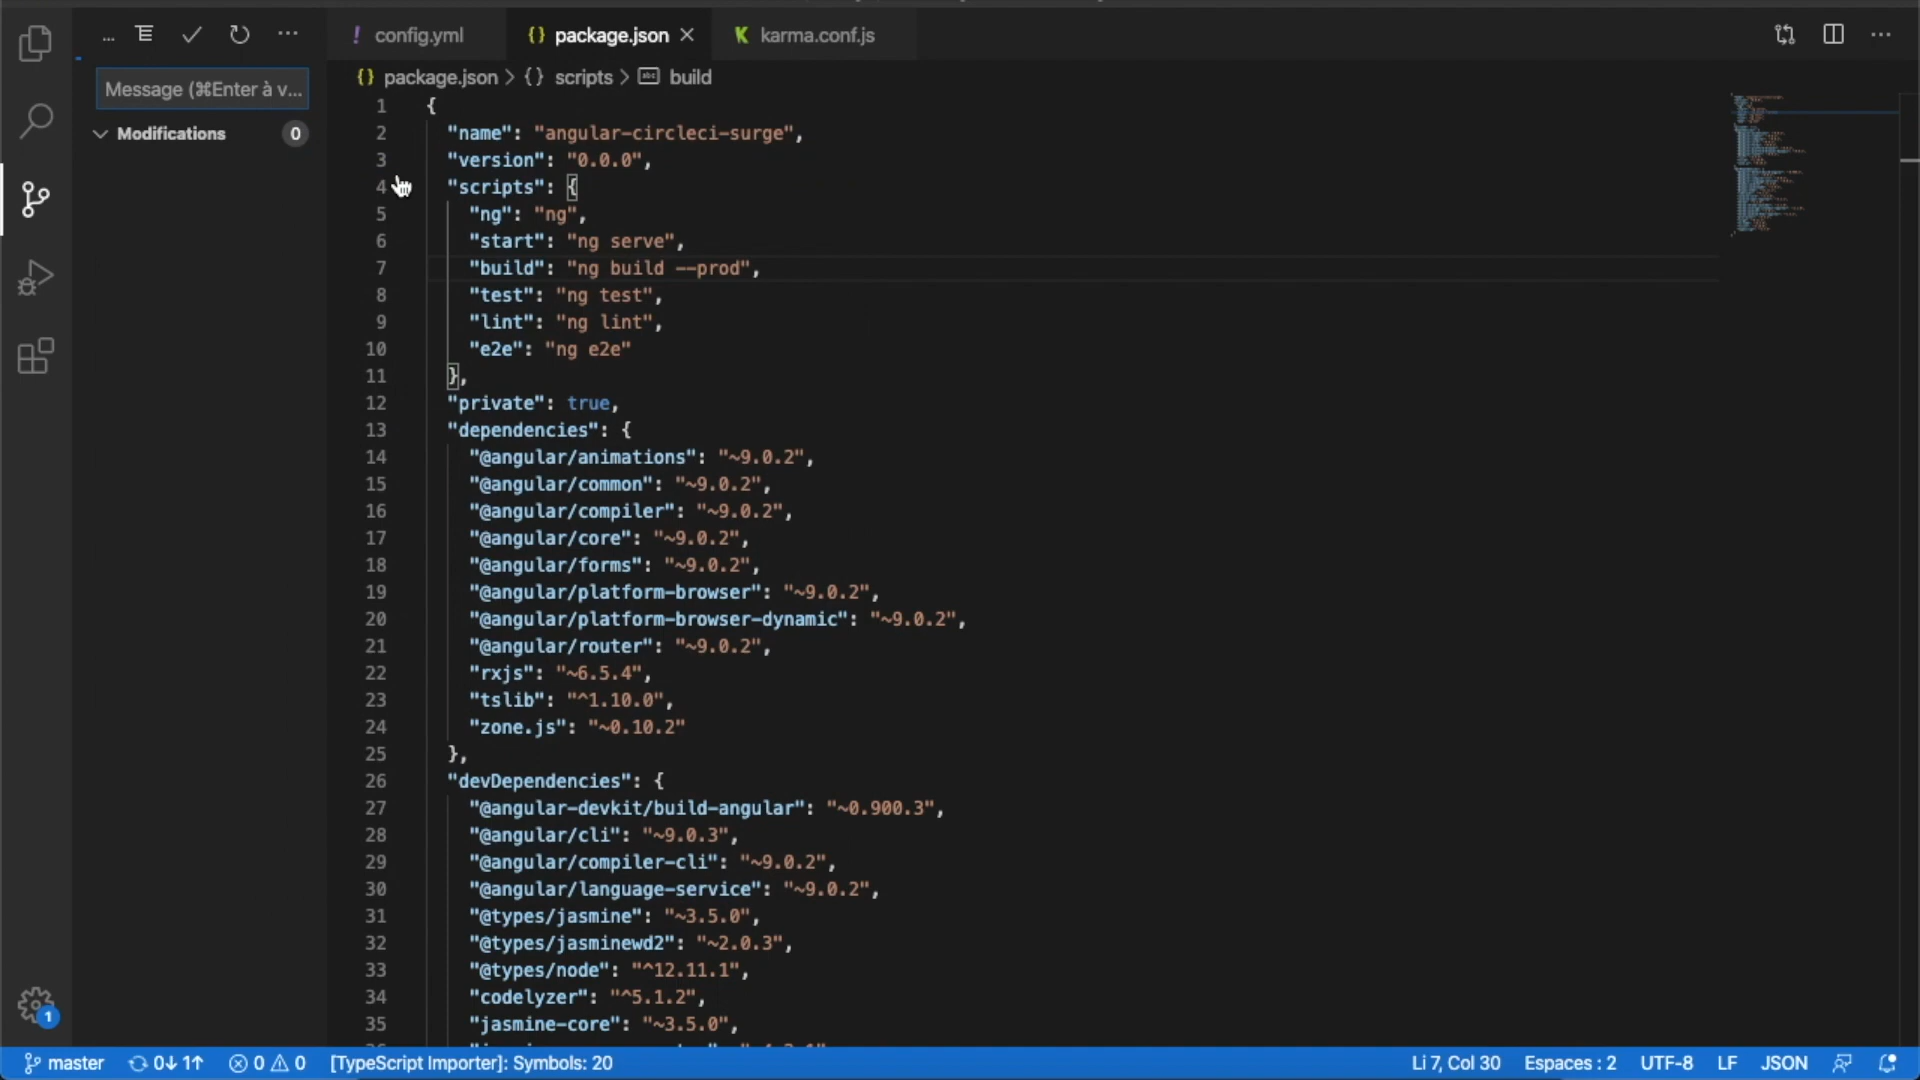 config.yml
package.json
karma.conf.js
package.json > {} scripts > build
Message (⌘Enter à v...
Modifications 0
1 {
2 "name": "angular-circleci-surge",
3 "version": "0.0.0",
4 "scripts": {
5 "ng": "ng",
6 "start": "ng serve",
7 "build": "ng build --prod",
8 "test": "ng test",
9 "lint": "ng lint",
10 "e2e": "ng e2e"
11 },
12 "private": true,
13 "dependencies": {
14 "@angular/animations": "~9.0.2",
15 "@angular/common": "~9.0.2",
16 "@angular/compiler": "~9.0.2",
17 "@angular/core": "~9.0.2",
18 "@angular/forms": "~9.0.2",
19 "@angular/platform-browser": "~9.0.2",
20 "@angular/platform-browser-dynamic": "~9.0.2",
21 "@angular/router": "~9.0.2",
22 "rxjs": "~6.5.4",
23 "tslib": "^1.10.0",
24 "zone.js": "~0.10.2"
25 },
26 "devDependencies": {
27 "@angular-devkit/build-angular": "~0.900.3",
28 "@angular/cli": "~9.0.3",
29 "@angular/compiler-cli": "~9.0.2",
30 "@angular/language-service": "~9.0.2",
31 "@types/jasmine": "~3.5.0",
32 "@types/jasminewd2": "~2.0.3",
33 "@types/node": "^12.11.1",
34 "codelyzer": "^5.1.2",
35 "jasmine-core": "~3.5.0",
1
master 0↓ 1↑ 0 0 [TypeScript Importer]: Symbols: 20 Li 7, Col 30 Espaces : 2 UTF-8 LF JSON